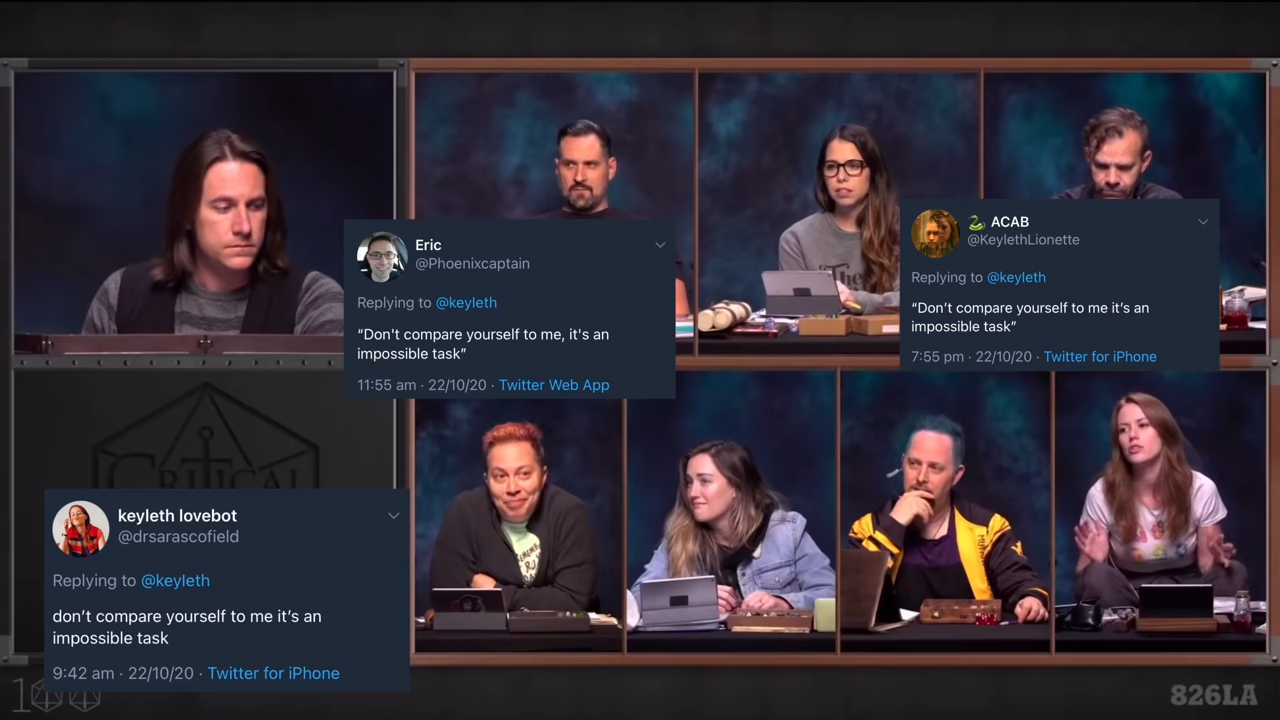 Eric
@Phoenixcaptain
Replying to @keyleth
“Don't compare yourself to me, it's an
impossible task”
11:55 am · 22/10/20 · Twitter Web App
🐍 ACAB
@KeylethLionette
Replying to @keyleth
“Don’t compare yourself to me it’s an
impossible task”
7:55 pm · 22/10/20 · Twitter for iPhone
CRITICAL
keyleth lovebot
@drsarascofield
Replying to @keyleth
don’t compare yourself to me it’s an
impossible task
9:42 am · 22/10/20 · Twitter for iPhone
100
826LA